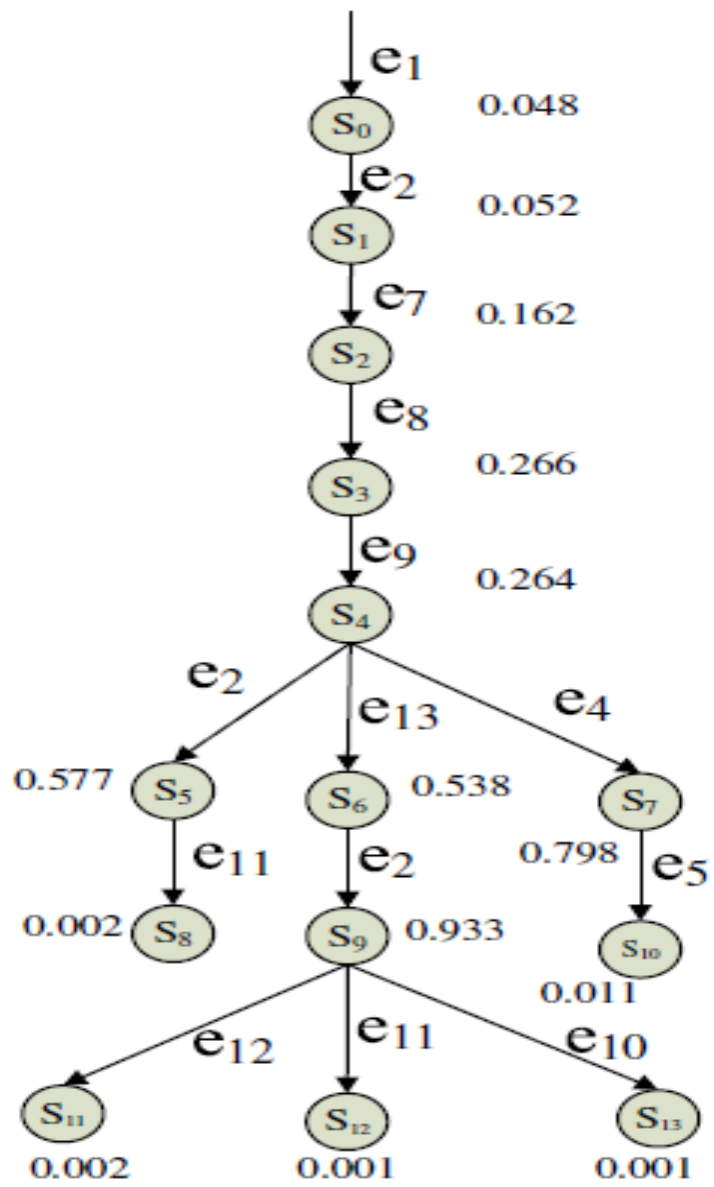 e₁
S₀ 0.048
e₂
S₁ 0.052
e₇
S₂ 0.162
e₈
S₃ 0.266
e₉
S₄ 0.264
e₂ e₁₃ e₄
0.577 S₅ S₆ 0.538 S₇
e₁₁ e₂ 0.798 e₅
0.002 S₈ S₉ 0.933 S₁₀
0.011
e₁₂ e₁₁ e₁₀
S₁₁ S₁₂ S₁₃
0.002 0.001 0.001